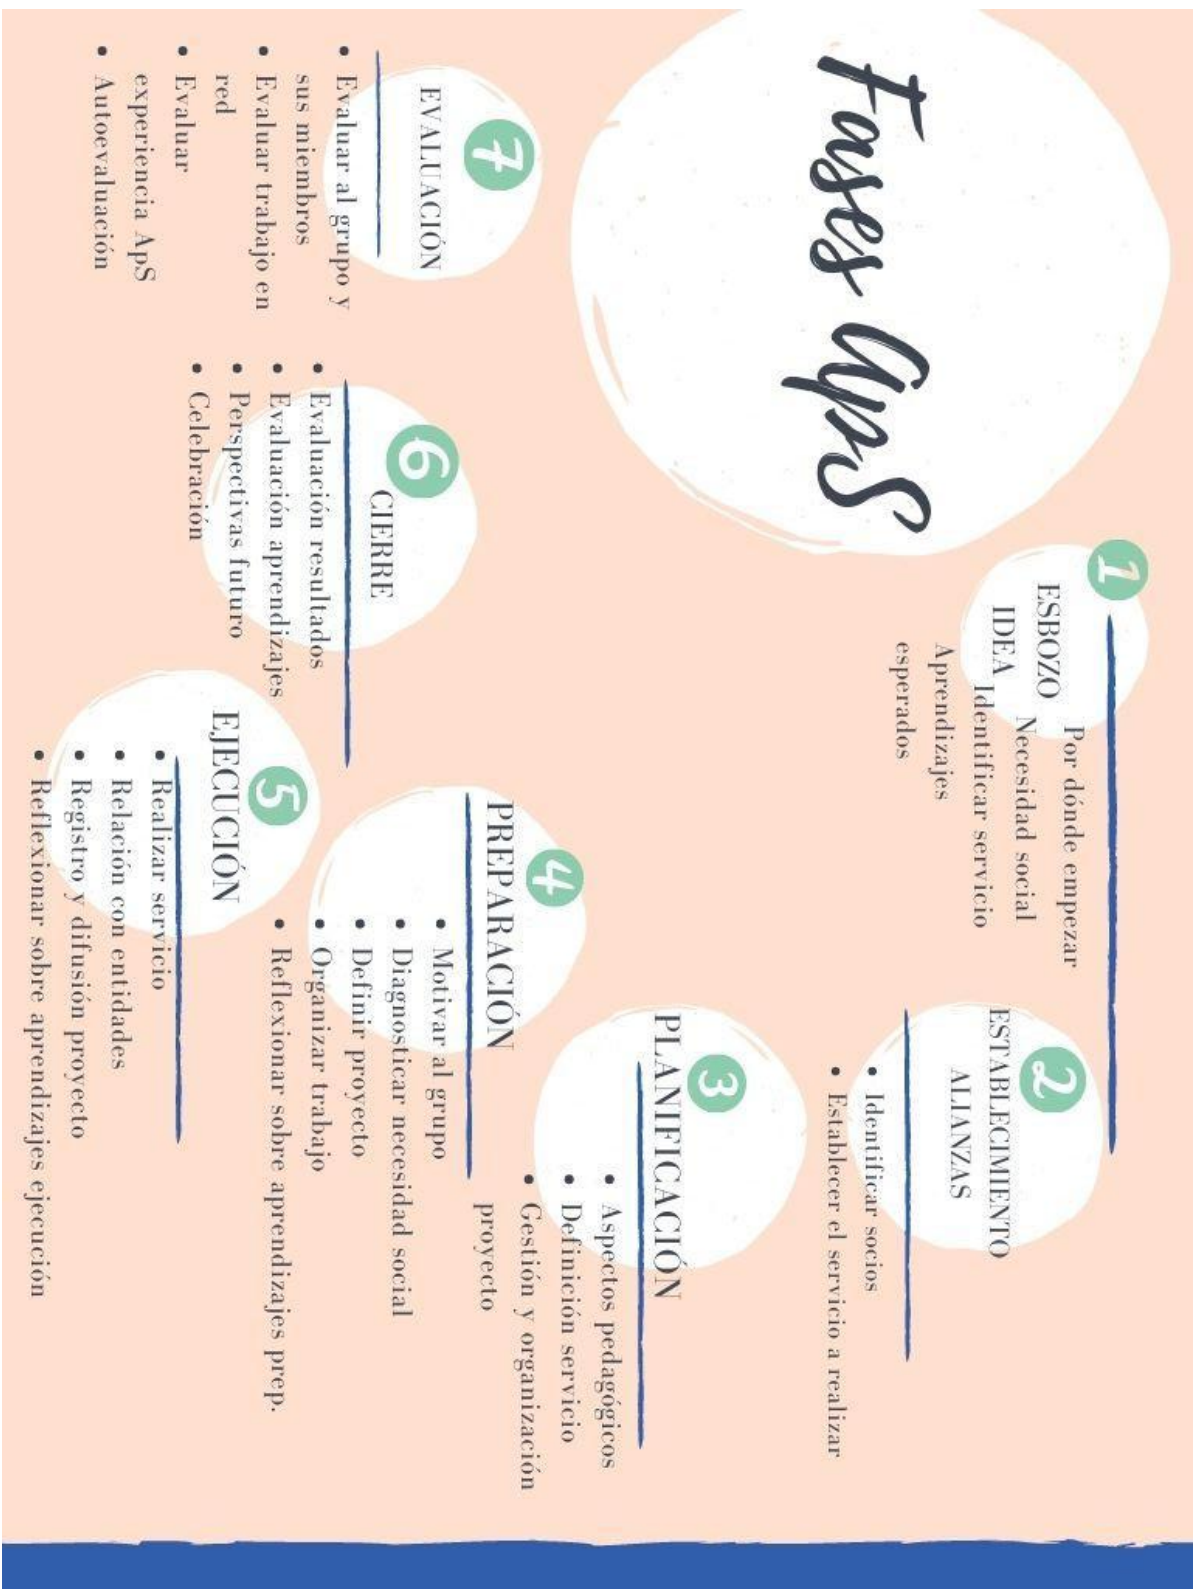 Fases ApS
1
ESBOZO
IDEA
Por dónde empezar
Necesidad social
Identificar servicio
Aprendizajes
esperados
2
ESTABLECIMIENTO
ALIANZAS
• Identificar socios
• Establecer el servicio a realizar
3
PLANIFICACIÓN
• Aspectos pedagógicos
• Definición servicio
• Gestión y organización
proyecto
4
PREPARACIÓN
• Motivar al grupo
• Diagnosticar necesidad social
• Definir proyecto
• Organizar trabajo
• Reflexionar sobre aprendizajes prep.
5
EJECUCIÓN
• Realizar servicio
• Relación con entidades
• Registro y difusión proyecto
• Reflexionar sobre aprendizajes ejecución
6
CIERRE
• Evaluación resultados
• Evaluación aprendizajes
• Perspectivas futuro
• Celebración
7
EVALUACIÓN
• Evaluar al grupo y
sus miembros
• Evaluar trabajo en
red
• Evaluar
experiencia ApS
• Autoevaluación